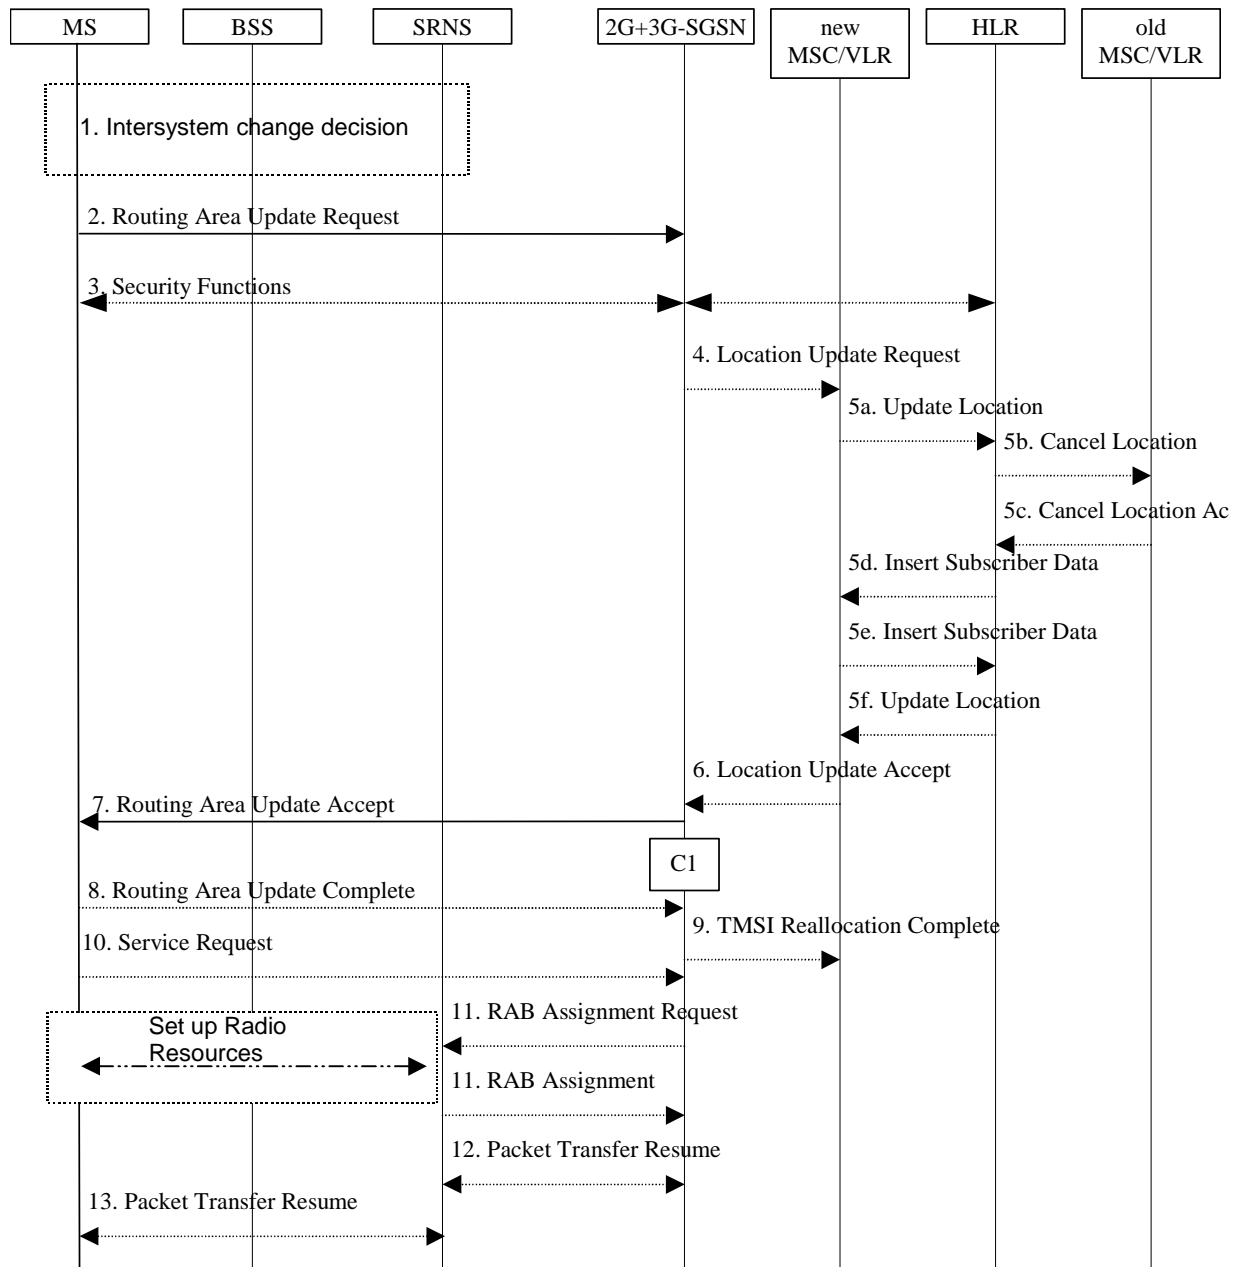 MS
BSS
SRNS
2G+3G-SGSN
new
MSC/VLR
HLR
old
MSC/VLR
1. Intersystem change decision
2. Routing Area Update Request
3. Security Functions
4. Location Update Request
5a. Update Location
5b. Cancel Location
5c. Cancel Location Ac
5d. Insert Subscriber Data
5e. Insert Subscriber Data
5f. Update Location
6. Location Update Accept
7. Routing Area Update Accept
C1
8. Routing Area Update Complete
9. TMSI Reallocation Complete
10. Service Request
11. RAB Assignment Request
Set up Radio
Resources
11. RAB Assignment
12. Packet Transfer Resume
13. Packet Transfer Resume